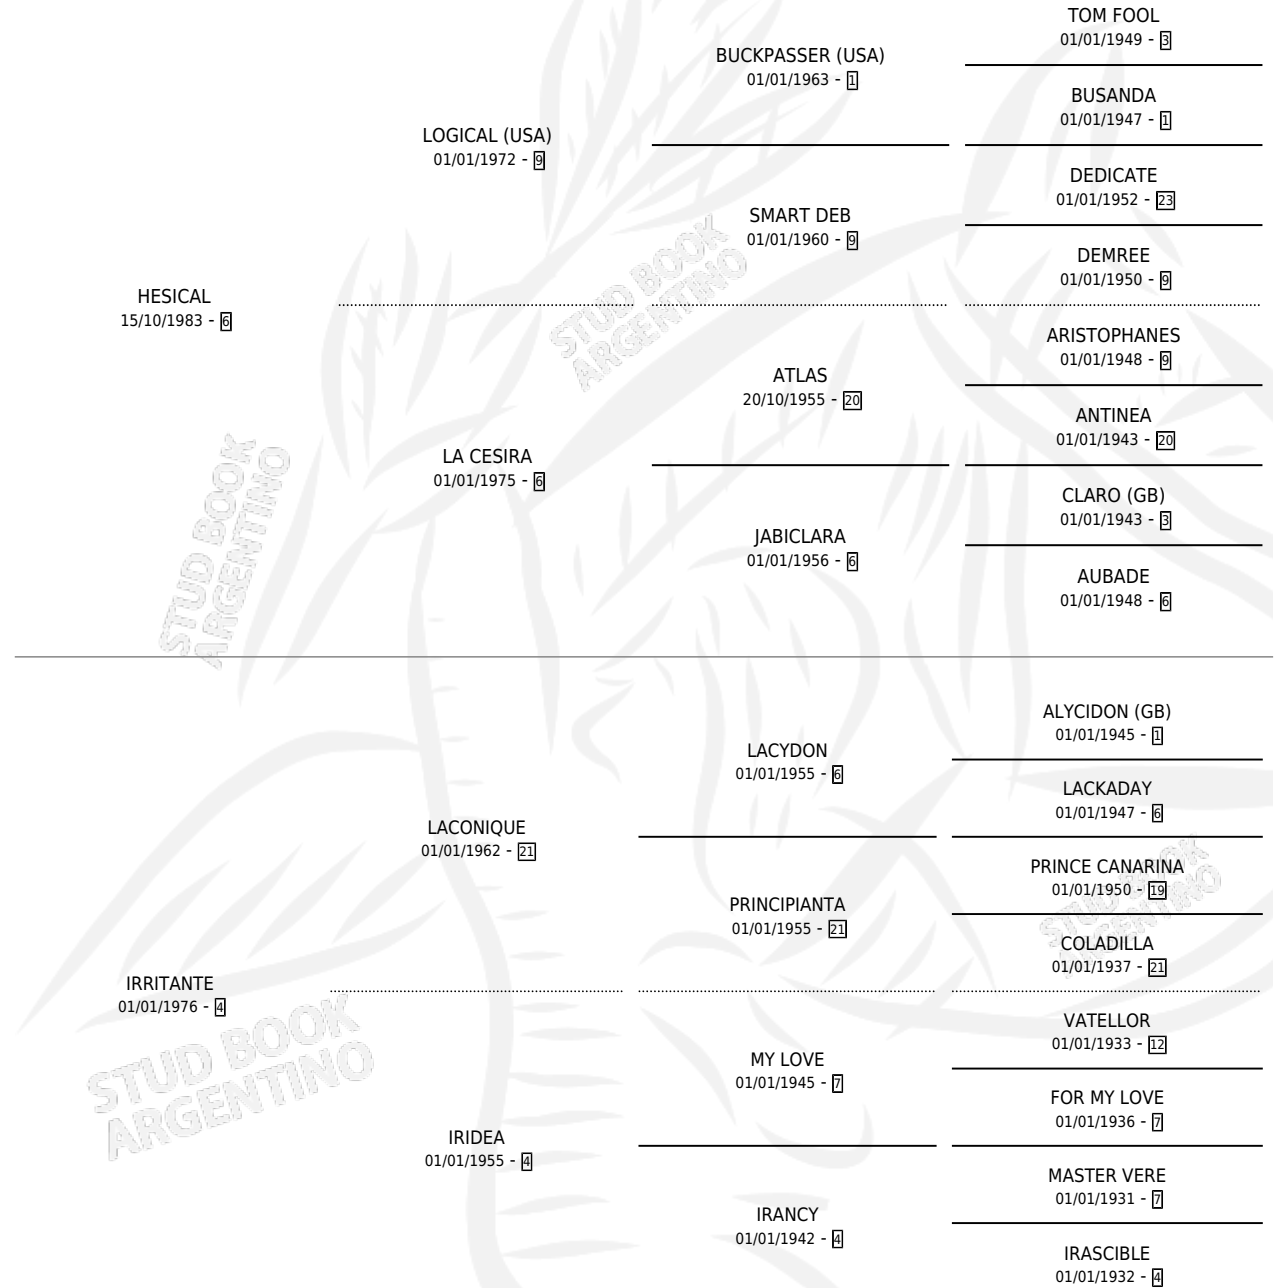 TOM FOOL
01/01/1949 - 3
BUCKPASSER (USA)
01/01/1963 - 1
BUSANDA
01/01/1947 - 1
LOGICAL (USA)
01/01/1972 - 9
DEDICATE
01/01/1952 - 23
SMART DEB
01/01/1960 - 9
DEMREE
01/01/1950 - 9
HESICAL
15/10/1983 - 6
ARISTOPHANES
01/01/1948 - 9
ATLAS
20/10/1955 - 20
ANTINEA
01/01/1943 - 20
LA CESIRA
01/01/1975 - 6
CLARO (GB)
01/01/1943 - 3
JABICLARA
01/01/1956 - 6
AUBADE
01/01/1948 - 6
STUD BOOK
ARGENTINO
STUD BOOK
ARGENTINO
ALYCIDON (GB)
01/01/1945 - 1
LACYDON
01/01/1955 - 6
LACKADAY
01/01/1947 - 6
LACONIQUE
01/01/1962 - 21
PRINCE CANARINA
01/01/1950 - 19
PRINCIPIANTA
01/01/1955 - 21
COLADILLA
01/01/1937 - 21
IRRITANTE
01/01/1976 - 4
VATELLOR
01/01/1933 - 12
MY LOVE
01/01/1945 - 7
FOR MY LOVE
01/01/1936 - 7
IRIDEA
01/01/1955 - 4
MASTER VERE
01/01/1931 - 7
IRANCY
01/01/1942 - 4
IRASCIBLE
01/01/1932 - 4
STUD BOOK
ARGENTINO
STUD BOOK
ARGENTINO